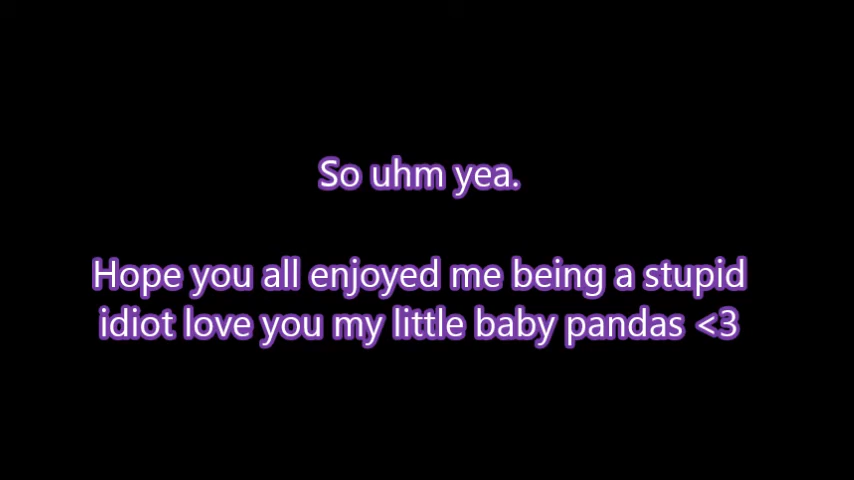 So uhm yea.
Hope you all enjoyed me being a stupid
idiot love you my little baby pandas <3